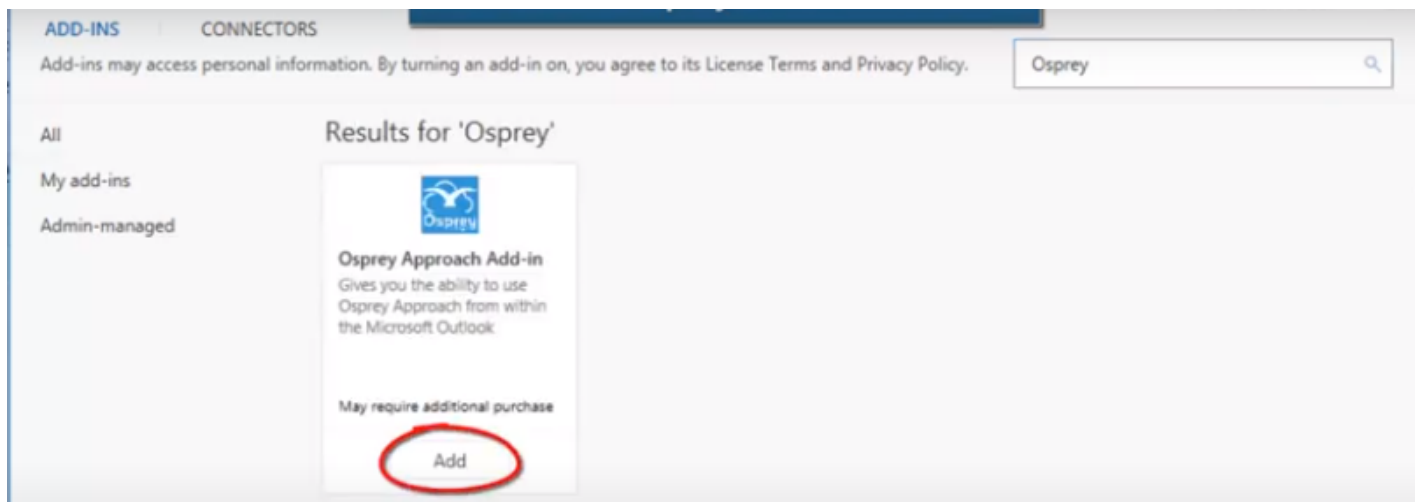 ADD-INS
CONNECTORS
Add-ins may access personal information. By turning an add-in on, you agree to its License Terms and Privacy Policy.
Osprey
All
My add-ins
Admin-managed
Results for 'Osprey'
Osprey
Osprey Approach Add-in
Gives you the ability to use
Osprey Approach from within
the Microsoft Outlook
May require additional purchase
Add